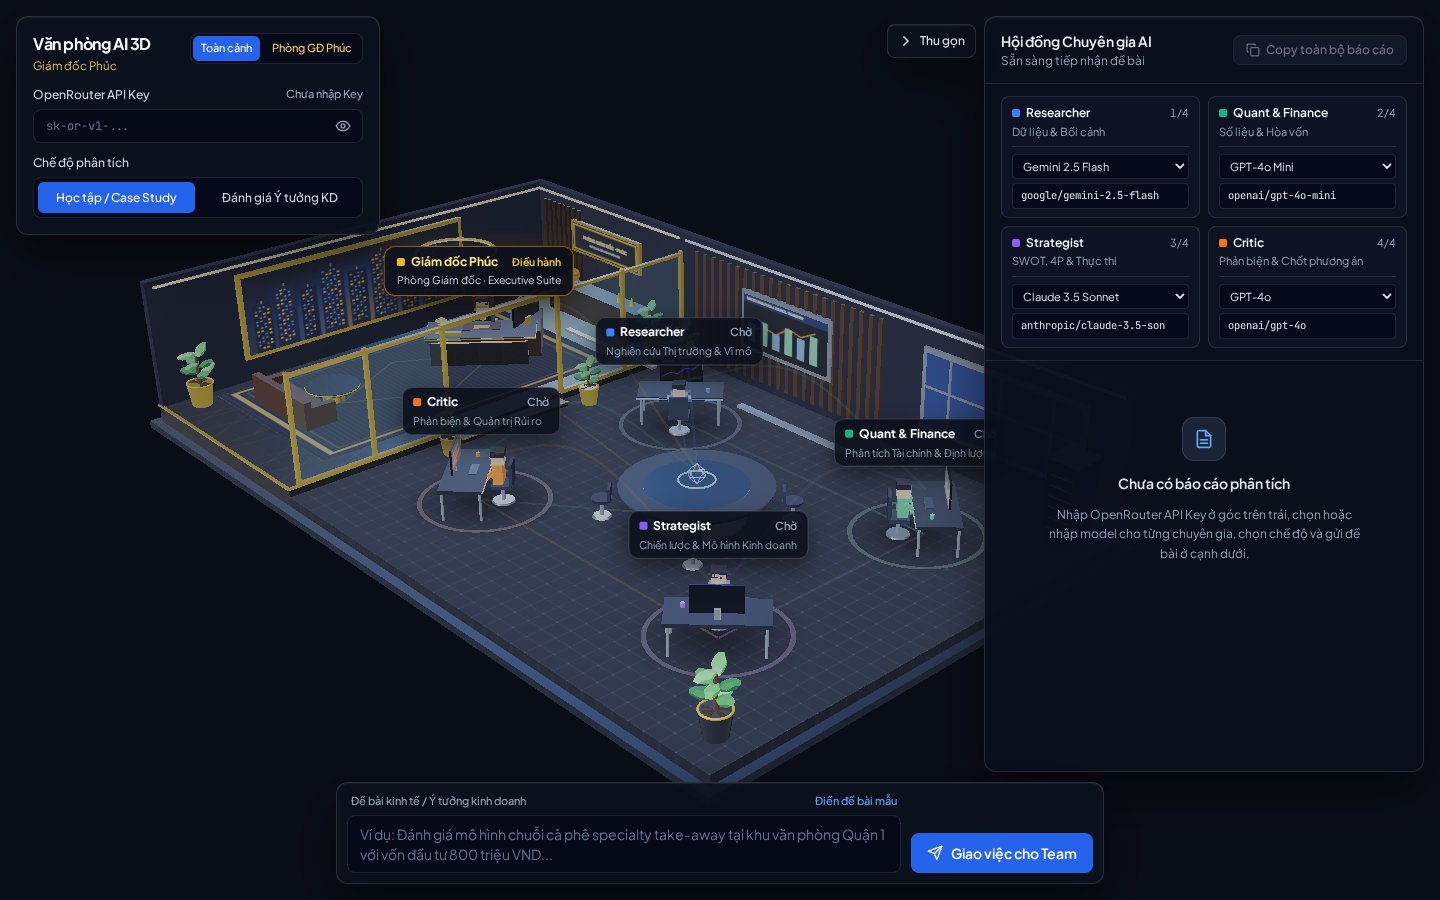 Văn phòng AI 3D
Giám đốc Phúc
Toàn cảnh
Phòng GĐ Phúc
OpenRouter API Key
Chưa nhập Key
sk-or-v1-...
Chế độ phân tích
Học tập / Case Study
Đánh giá Ý tưởng KD
Thu gọn
Hội đồng Chuyên gia AI
Sẵn sàng tiếp nhận đề bài
Copy toàn bộ báo cáo
Researcher
1/4
Dữ liệu & Bối cảnh
Gemini 2.5 Flash
google/gemini-2.5-flash
Quant & Finance
2/4
Số liệu & Hòa vốn
GPT-4o Mini
openai/gpt-4o-mini
Strategist
3/4
SWOT, 4P & Thực thi
Claude 3.5 Sonnet
anthropic/claude-3.5-son
Critic
4/4
Phản biện & Chốt phương án
GPT-4o
openai/gpt-4o
Giám đốc Phúc
Điều hành
Phòng Giám đốc · Executive Suite
Researcher
Chờ
Nghiên cứu Thị trường & Vĩ mô
Critic
Chờ
Phản biện & Quản trị Rủi ro
Quant & Finance
Phân tích Tài chính & Định
Strategist
Chờ
Chiến lược & Mô hình Kinh doanh
Chưa có báo cáo phân tích
Nhập OpenRouter API Key ở góc trên trái, chọn hoặc
nhập model cho từng chuyên gia, chọn chế độ và gửi đề
bài ở cạnh dưới.
Đề bài kinh tế / Ý tưởng kinh doanh
Điền đề bài mẫu
Ví dụ: Đánh giá mô hình chuỗi cà phê specialty take-away tại khu văn phòng Quận 1
với vốn đầu tư 800 triệu VND...
Giao việc cho Team